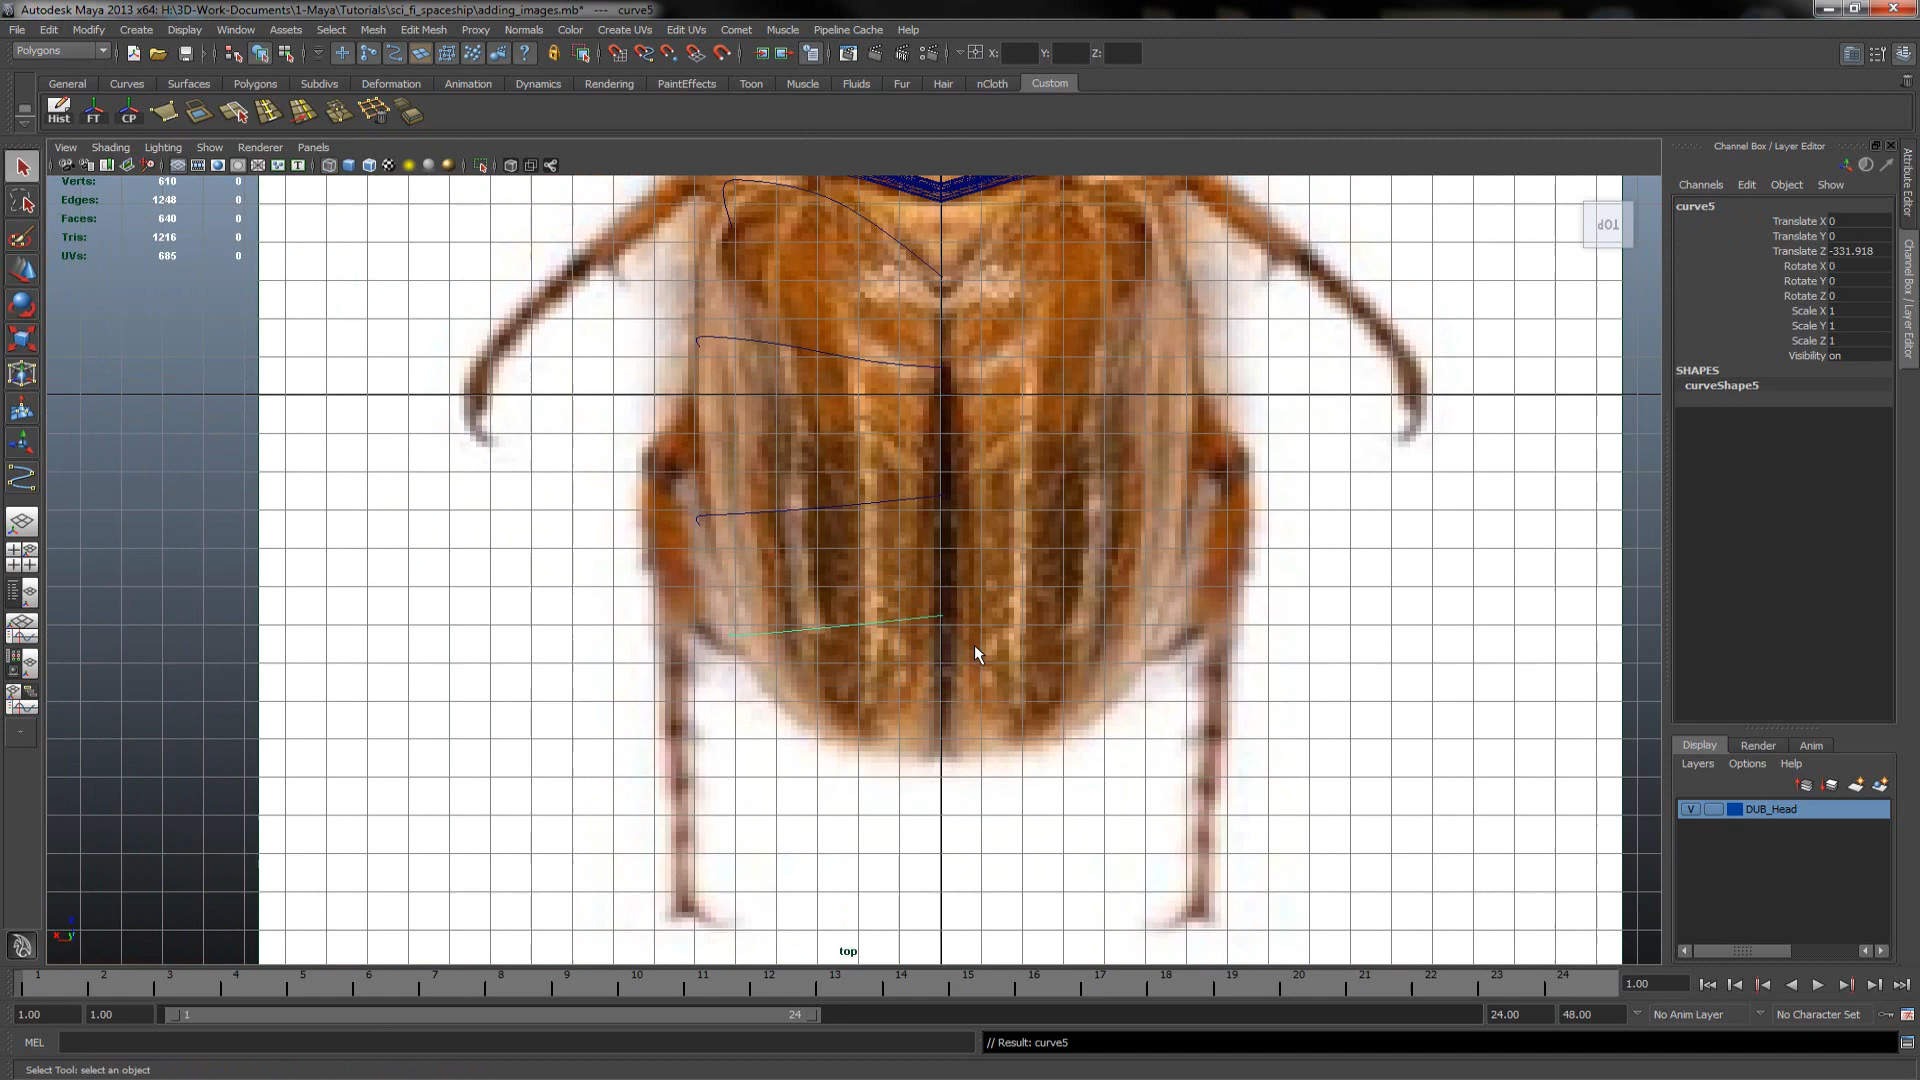 Autodesk Maya 2013 x64: H:\3D-Work-Documents\1-Maya\Tutorials\sci_fi_spaceship\adding_images.mb* --- curve5
File Edit Modify Create Display Window Assets Select Mesh Edit Mesh Proxy Normals Color Create UVs Edit UVs Comet Muscle Pipeline Cache Help
Polygons X: Y: Z:
General Curves Surfaces Polygons Subdivs Deformation Animation Dynamics Rendering PaintEffects Toon Muscle Fluids Fur Hair nCloth Custom
Hist FT CP
View Shading Lighting Show Renderer Panels
Verts: 610 0
Edges: 1248 0
Faces: 640 0
Tris: 1216 0
UVs: 685 0
TOP
top
Channel Box / Layer Editor
Channels Edit Object Show
curve5
Translate X 0
Translate Y 0
Translate Z -331.918
Rotate X 0
Rotate Y 0
Rotate Z 0
Scale X 1
Scale Y 1
Scale Z 1
Visibility on
SHAPES
curveShape5
Attribute Editor
Channel Box / Layer Editor
Display Render Anim
Layers Options Help
V DUB_Head
1 2 3 4 5 6 7 8 9 10 11 12 13 14 15 16 17 18 19 20 21 22 23 24 1.00
1.00 1.00 1 24 24.00 48.00 No Anim Layer No Character Set
MEL // Result: curve5
Select Tool: select an object